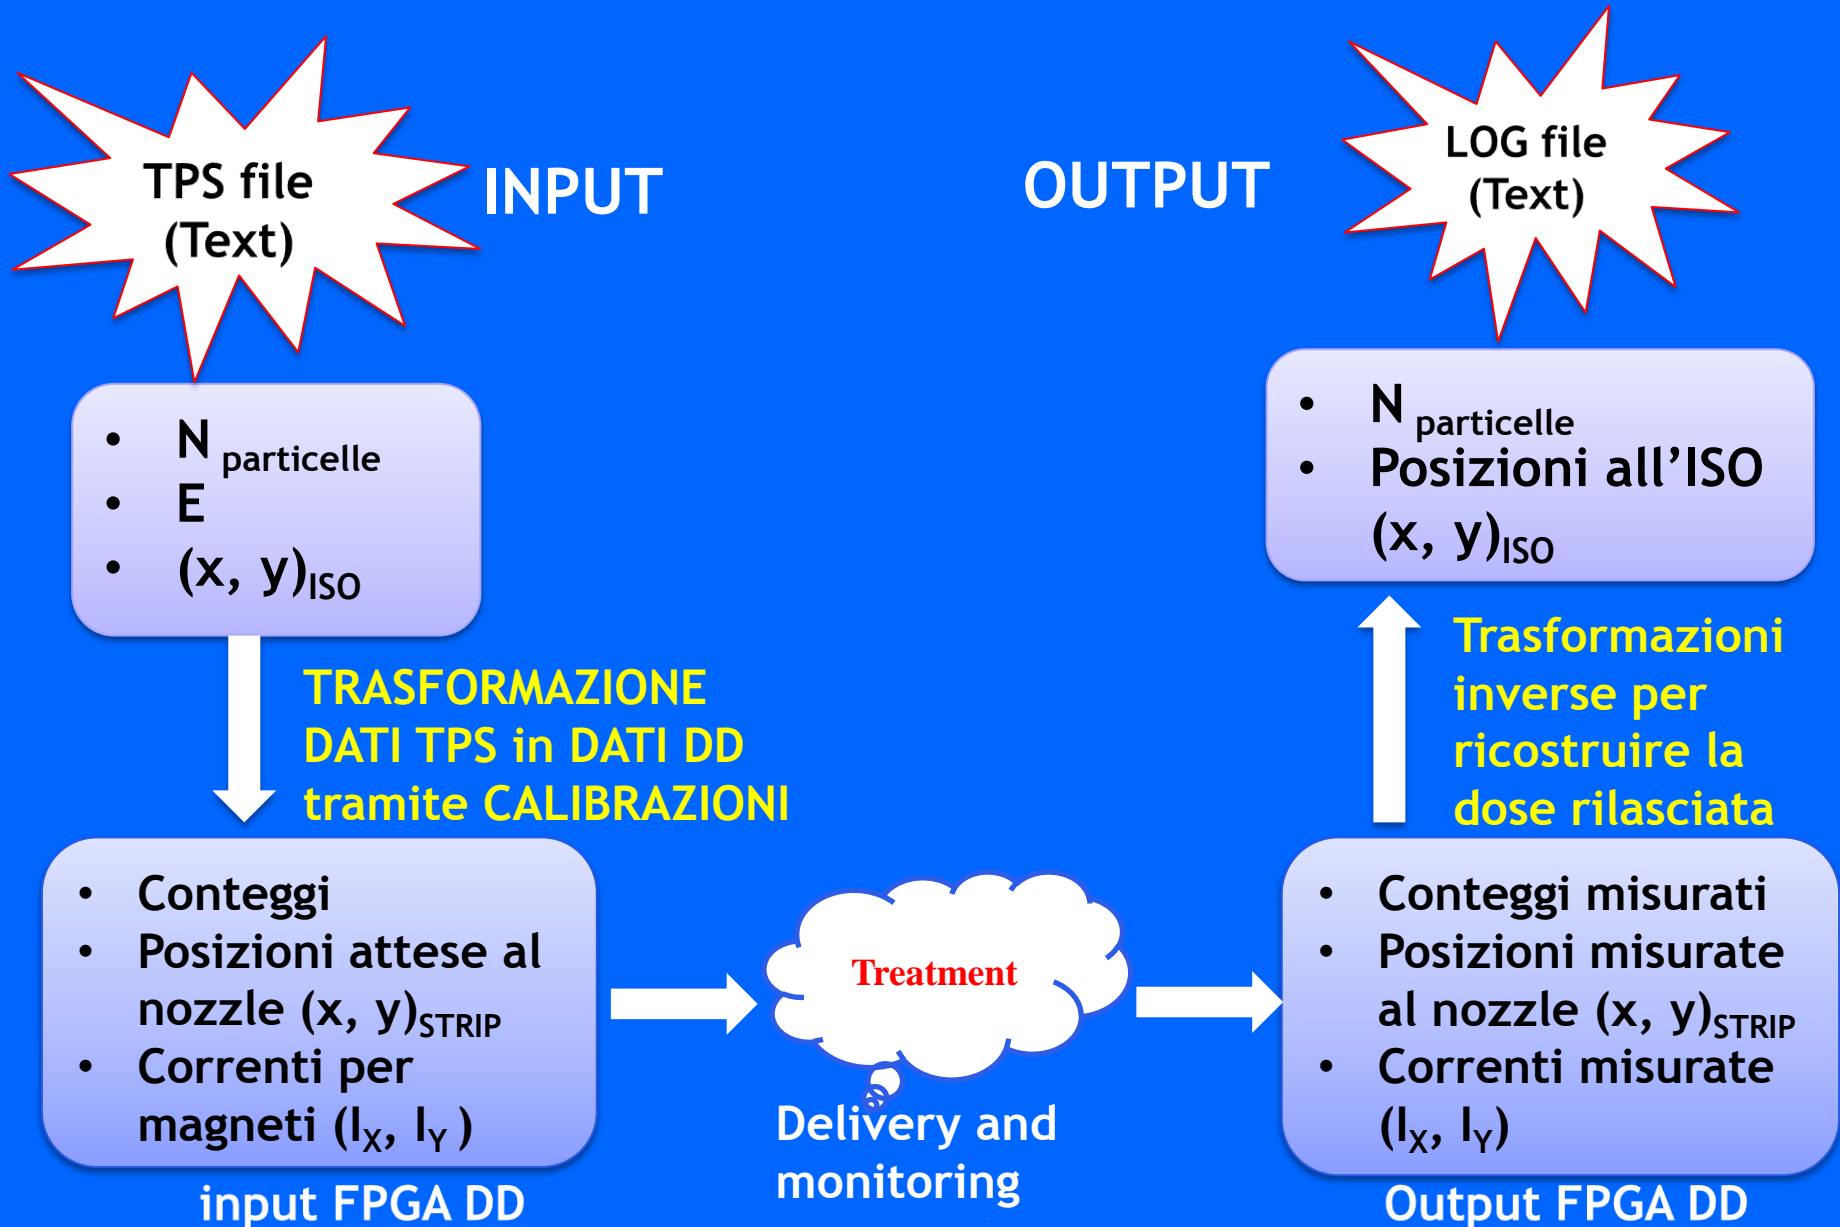 TPS file
(Text)
INPUT
• N particelle
• E
• (x, y)ISO
TRASFORMAZIONE
DATI TPS in DATI DD
tramite CALIBRAZIONI
• Conteggi
• Posizioni attese al
nozzle (x, y)STRIP
• Correnti per
magneti (IX, IY )
input FPGA DD
Treatment
Delivery and
monitoring
OUTPUT
LOG file
(Text)
• N particelle
• Posizioni all’ISO
(x, y)ISO
Trasformazioni
inverse per
ricostruire la
dose rilasciata
• Conteggi misurati
• Posizioni misurate
al nozzle (x, y)STRIP
• Correnti misurate
(IX, IY)
Output FPGA DD